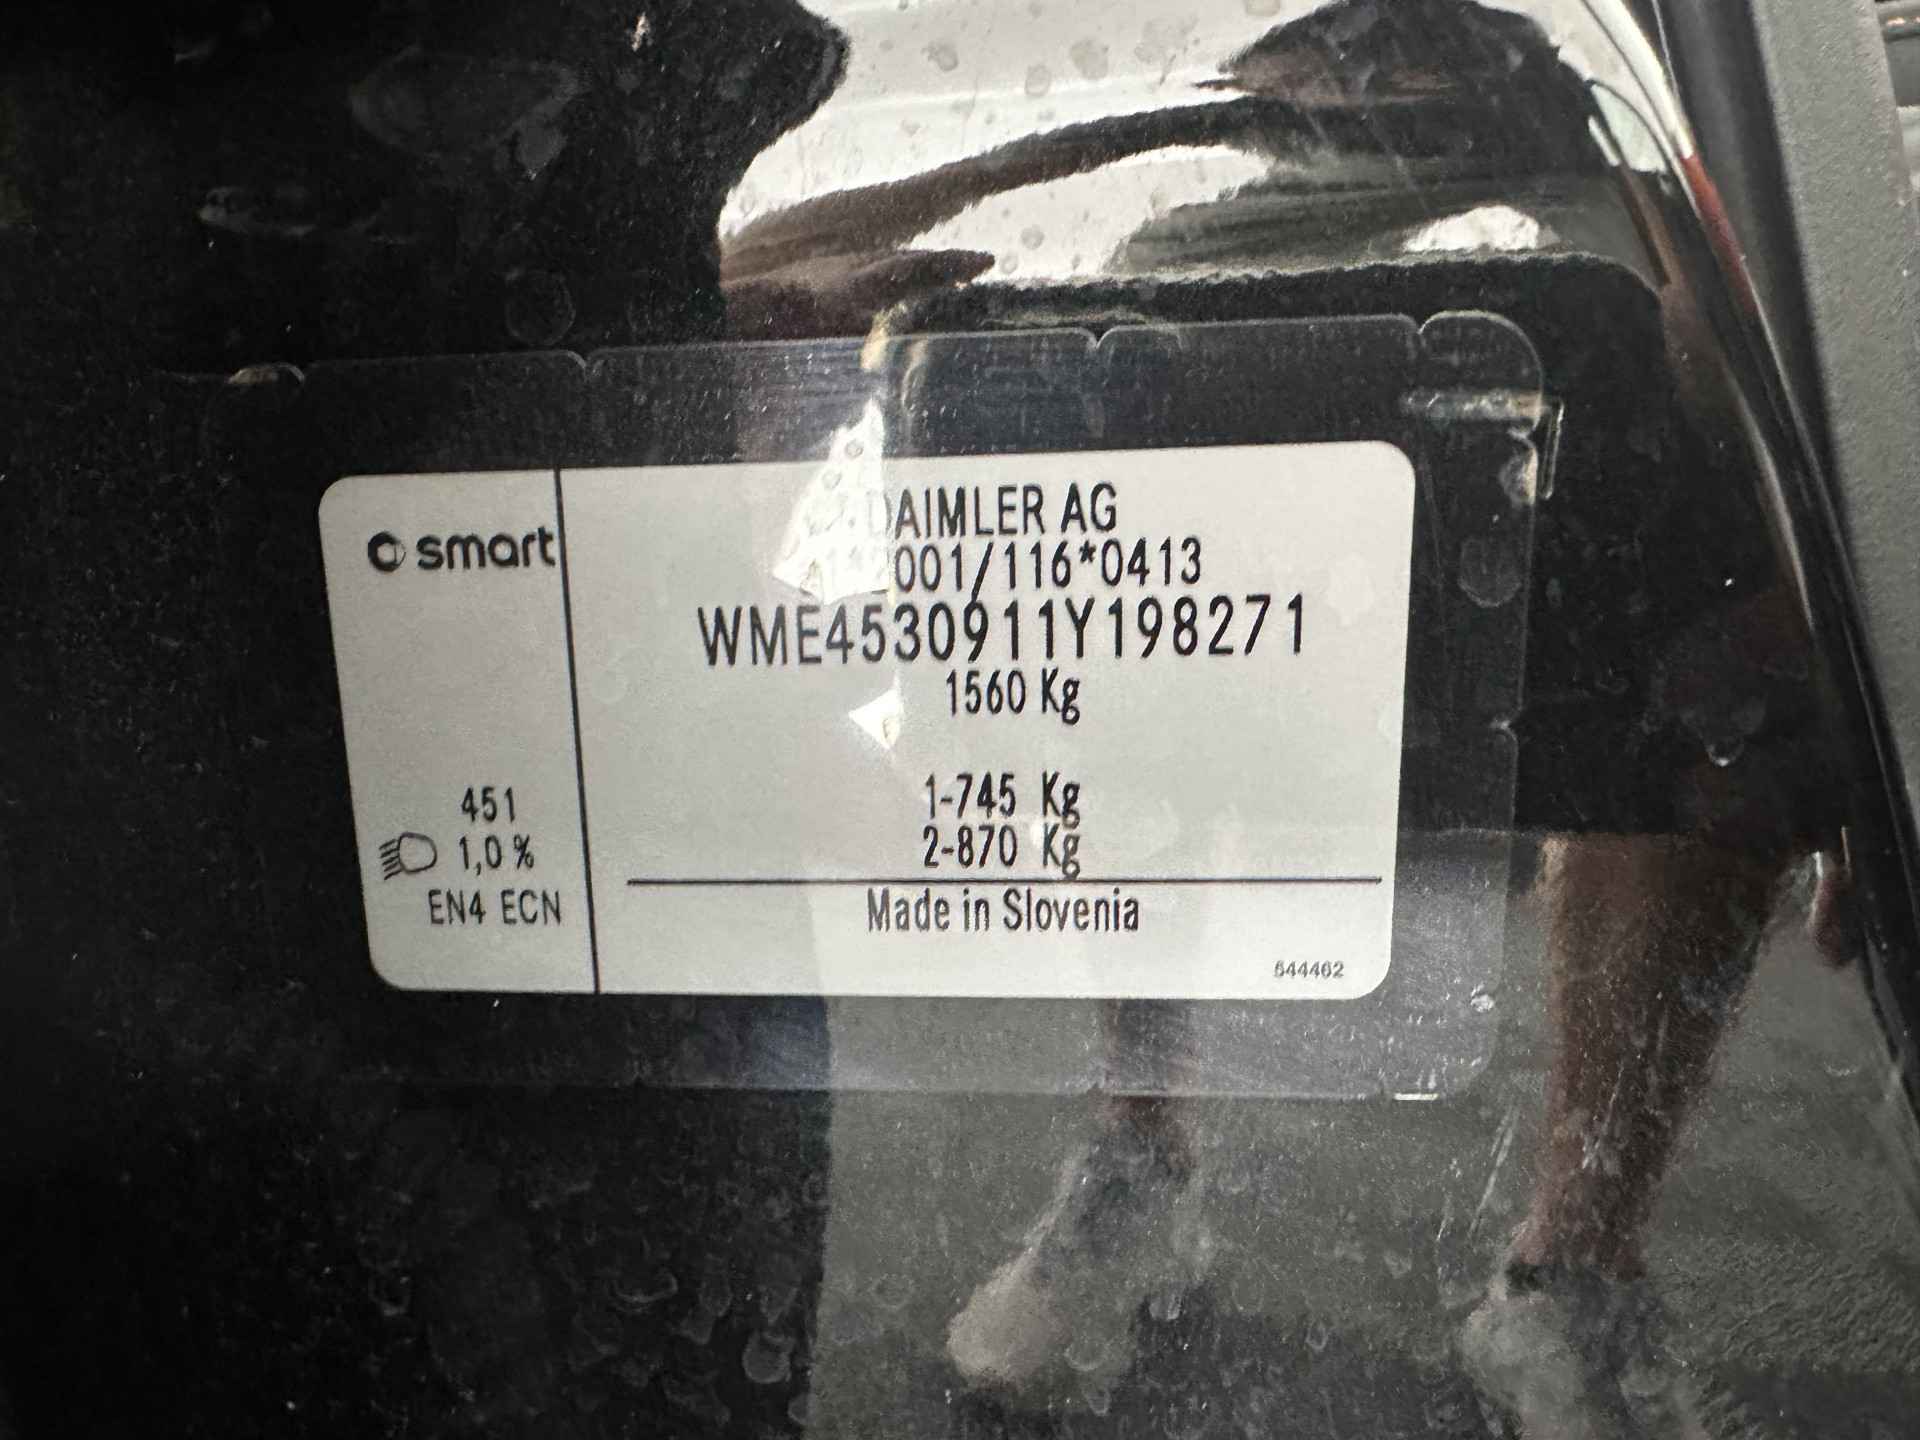 smart
DAIMLER AG
001/116*0413
WME4530911Y198271
1560 Kg
1-745 Kg
2-870 Kg
451
1,0 %
EN4 ECN
Made in Slovenia
544462